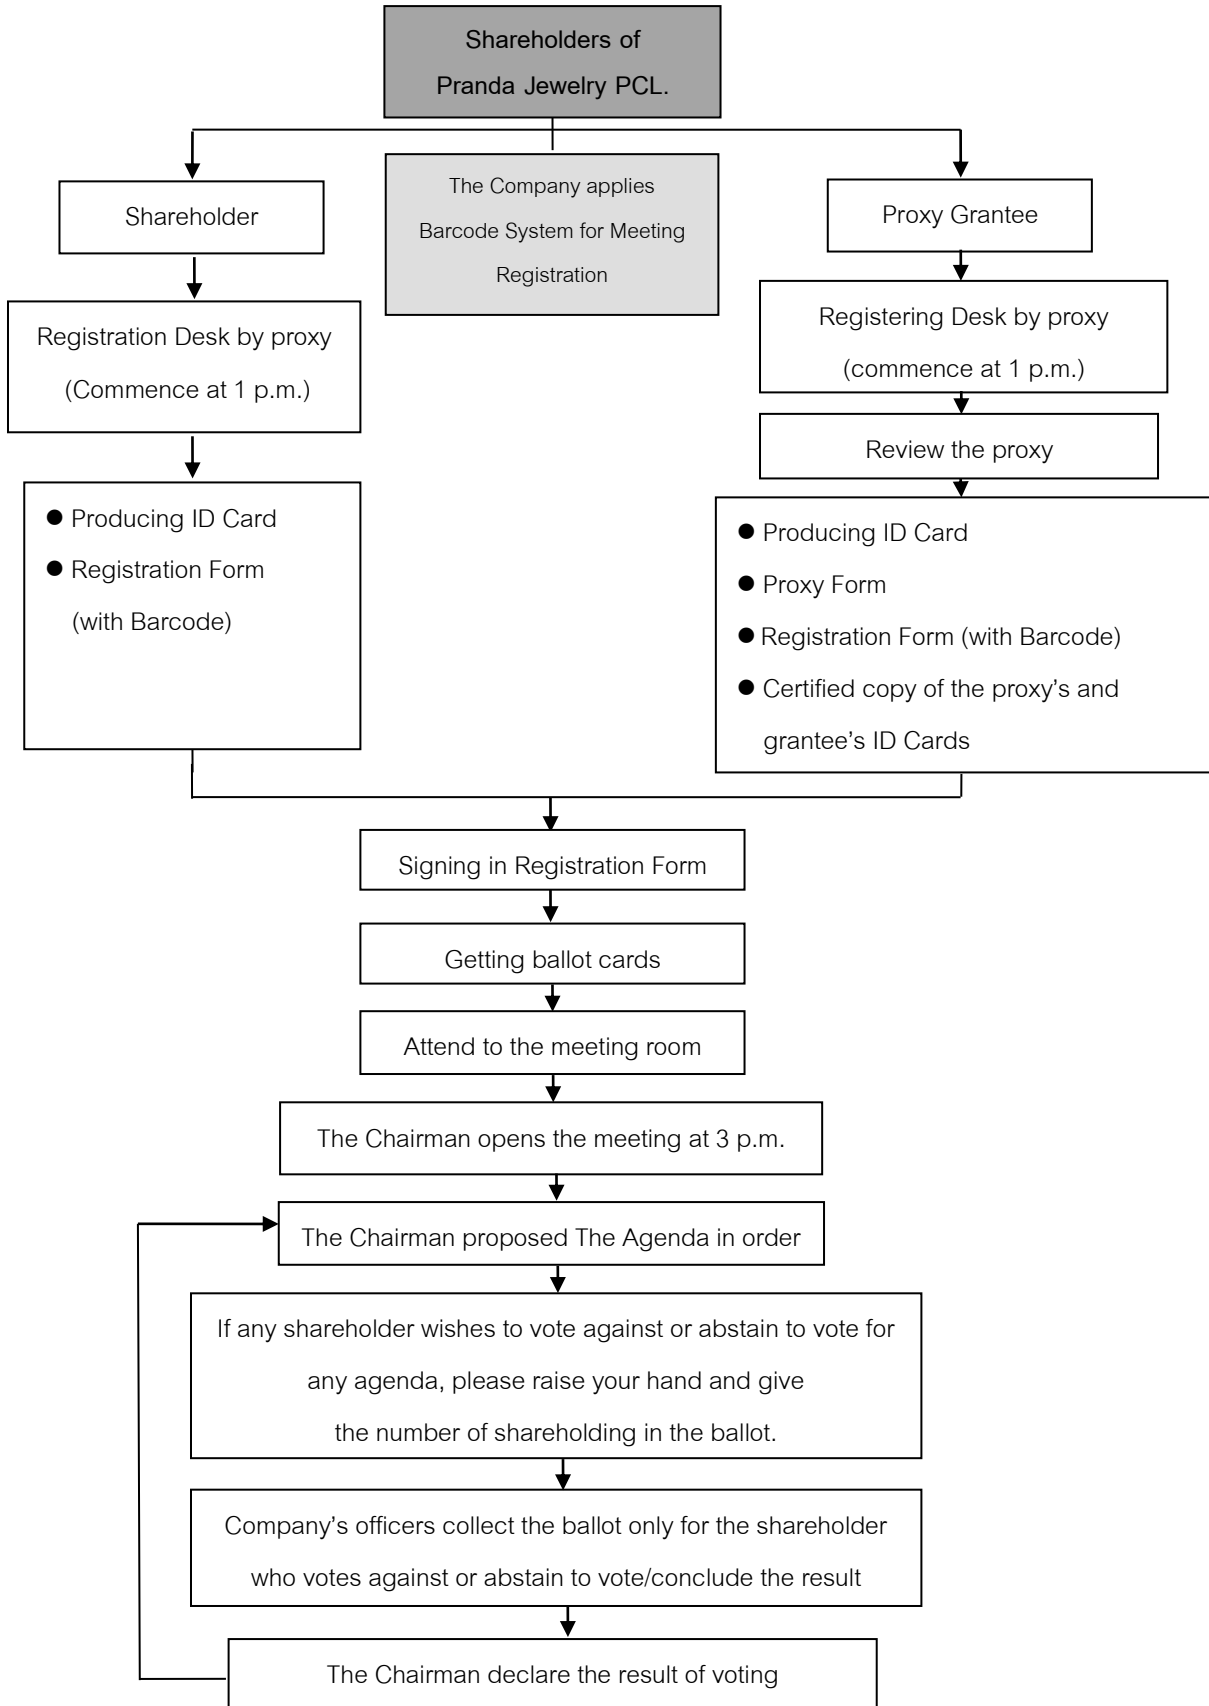 Shareholders of
Pranda Jewelry PCL.
The Company applies
Barcode System for Meeting
Registration
Shareholder
Registration Desk by proxy
(Commence at 1 p.m.)
● Producing ID Card
● Registration Form
(with Barcode)
Proxy Grantee
Registering Desk by proxy
(commence at 1 p.m.)
Review the proxy
● Producing ID Card
● Proxy Form
● Registration Form (with Barcode)
● Certified copy of the proxy’s and
grantee’s ID Cards
Signing in Registration Form
Getting ballot cards
Attend to the meeting room
The Chairman opens the meeting at 3 p.m.
The Chairman proposed The Agenda in order
If any shareholder wishes to vote against or abstain to vote for
any agenda, please raise your hand and give
the number of shareholding in the ballot.
Company’s officers collect the ballot only for the shareholder
who votes against or abstain to vote/conclude the result
The Chairman declare the result of voting